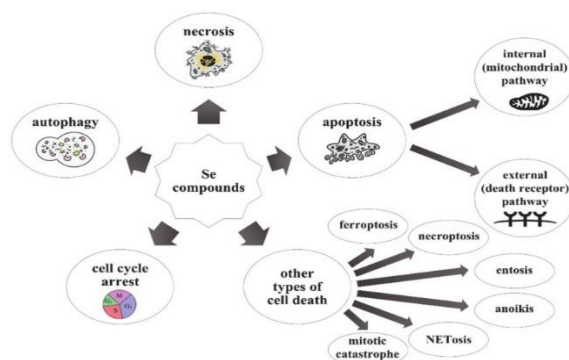 necrosis
autophagy
Se
compounds
apoptosis
internal
(mitochondrial)
pathway
external
(death receptor)
pathway
cell cycle
arrest
M
S
other
types of
cell death
ferroptosis
necroptosis
entosis
anoikis
NETosis
mitotic
catastrophe